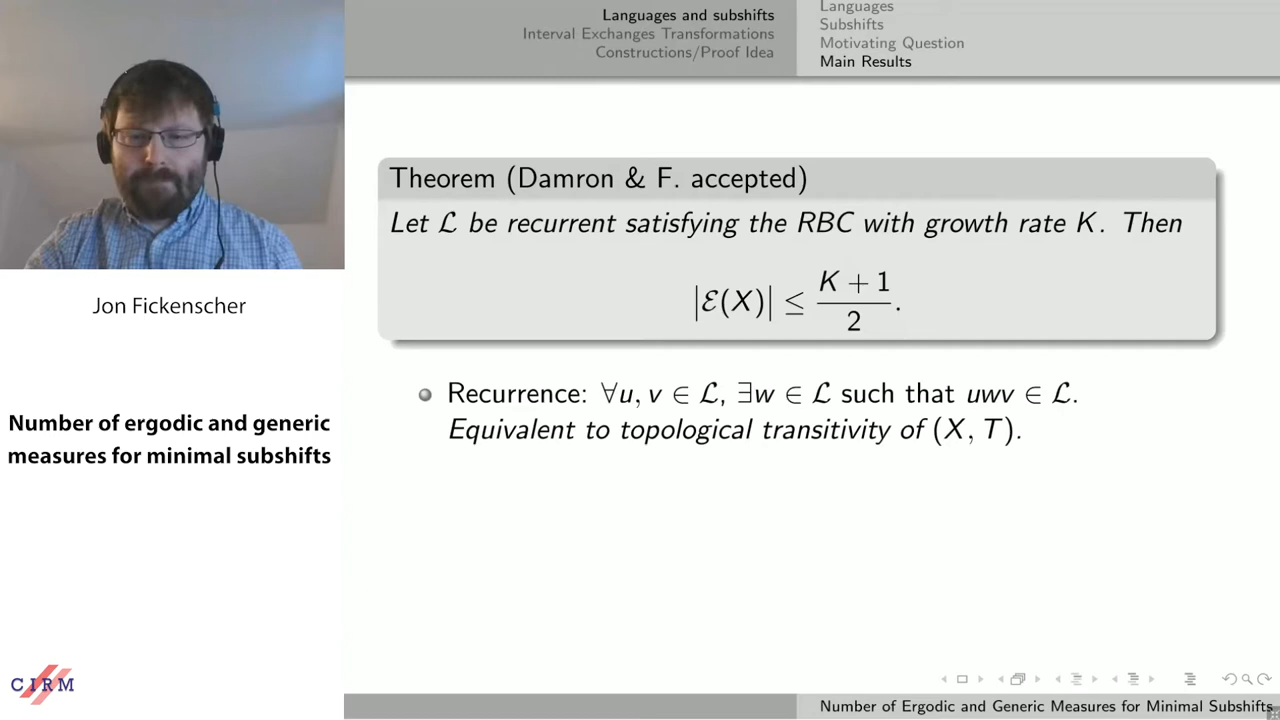 Languages and subshifts
Interval Exchanges Transformations
Constructions/Proof Idea
Languages
Subshifts
Motivating Question
Main Results
Theorem (Damron & F. accepted)
Let ℒ be recurrent satisfying the RBC with growth rate K. Then
|ℰ(X)| ≤ (K + 1)/2.
Recurrence: ∀u, v ∈ ℒ, ∃w ∈ ℒ such that uwv ∈ ℒ.
Equivalent to topological transitivity of (X, T).
Jon Fickenscher
Number of ergodic and generic
measures for minimal subshifts
CIRM
Number of Ergodic and Generic Measures for Minimal Subshifts